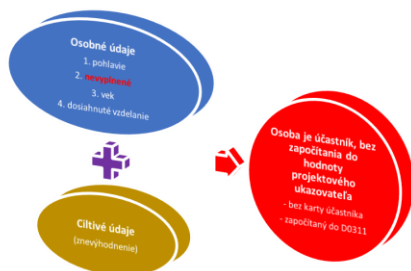 Osobné údaje
1. pohlavie
2. nevyplnené
3. vek
4. dosiahnuté vzdelanie
Citlivé údaje
(znevýhodnenie)
Osoba je účastník, bez
započítania do
hodnoty
projektového
ukazovateľa
- bez karty účastníka
- započítaný do D0311